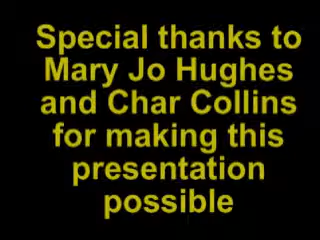 Special thanks to
Mary Jo Hughes
and Char Collins
for making this
presentation
possible